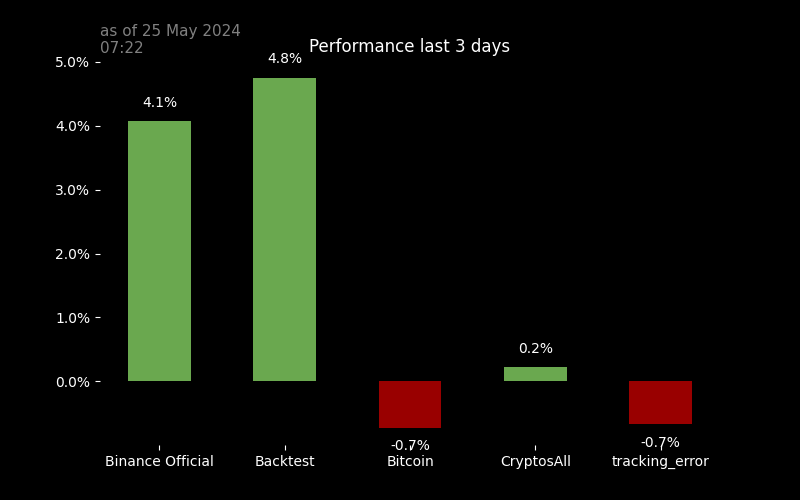 as of 25 May 2024
07:22
Performance last 3 days
5.0%
4.0%
3.0%
2.0%
1.0%
0.0%
4.1%
4.8%
-0.7%
0.2%
-0.7%
Binance Official
Backtest
Bitcoin
CryptosAll
tracking_error